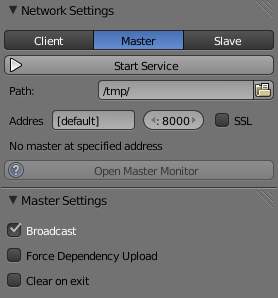 Network Settings
Client Master Slave
Start Service
Path: /tmp/
Addres [default] : 8000 SSL
No master at specified address
Open Master Monitor
Master Settings
Broadcast
Force Dependency Upload
Clear on exit